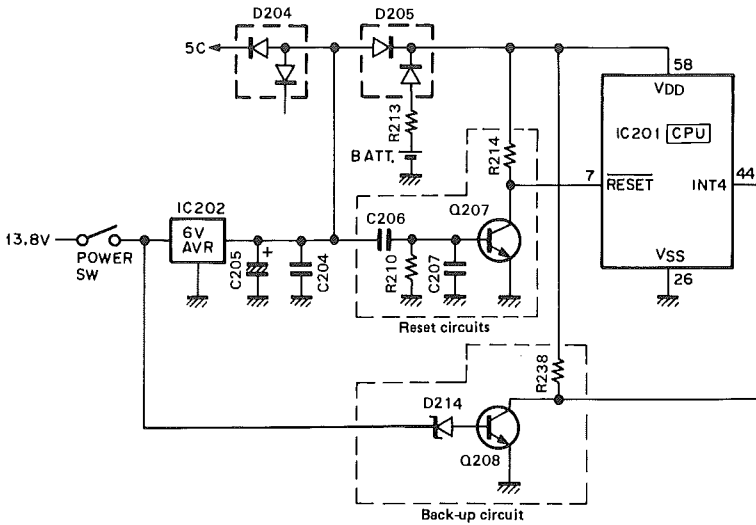 D204
D205
5C
58
VDD
R213
R214
IC201 CPU
BATT.
7
RESET
INT4
44
IC202
6V
AVR
C206
Q207
13.8V
POWER
SW
C205
+
C204
R210
C207
VSS
26
Reset circuits
R238
D214
Q208
Back-up circuit